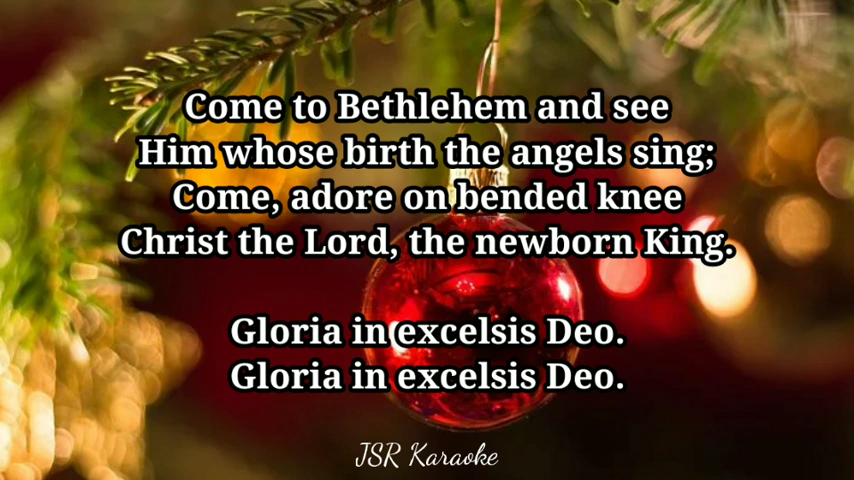 Come to Bethlehem and see
Him whose birth the angels sing;
Come, adore on bended knee
Christ the Lord, the newborn King.
Gloria in excelsis Deo.
Gloria in excelsis Deo.
JSR Karaoke